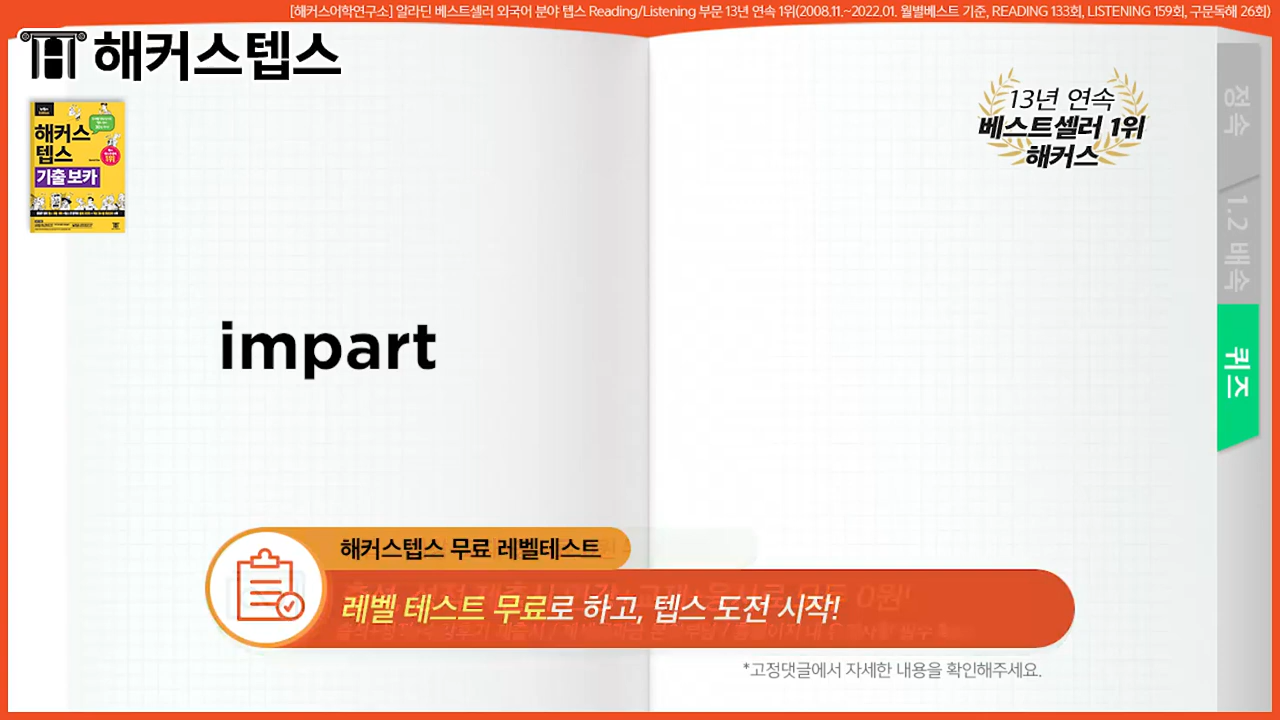 [해커스어학연구소] 알라딘 베스트셀러 외국어 분야 텝스 Reading/Listening 부문 13년 연속 1위(2008.11.~2022.01. 월별베스트 기준, READING 133회, LISTENING 159회, 구문독해 26회)
해커스텝스
해커스
텝스
기출 보카
13년 연속
베스트셀러 1위
해커스
정속
1.2 배속
퀴즈
impart
해커스텝스 무료 레벨테스트
레벨 테스트 무료로 하고, 텝스 도전 시작!
*고정댓글에서 자세한 내용을 확인해주세요.